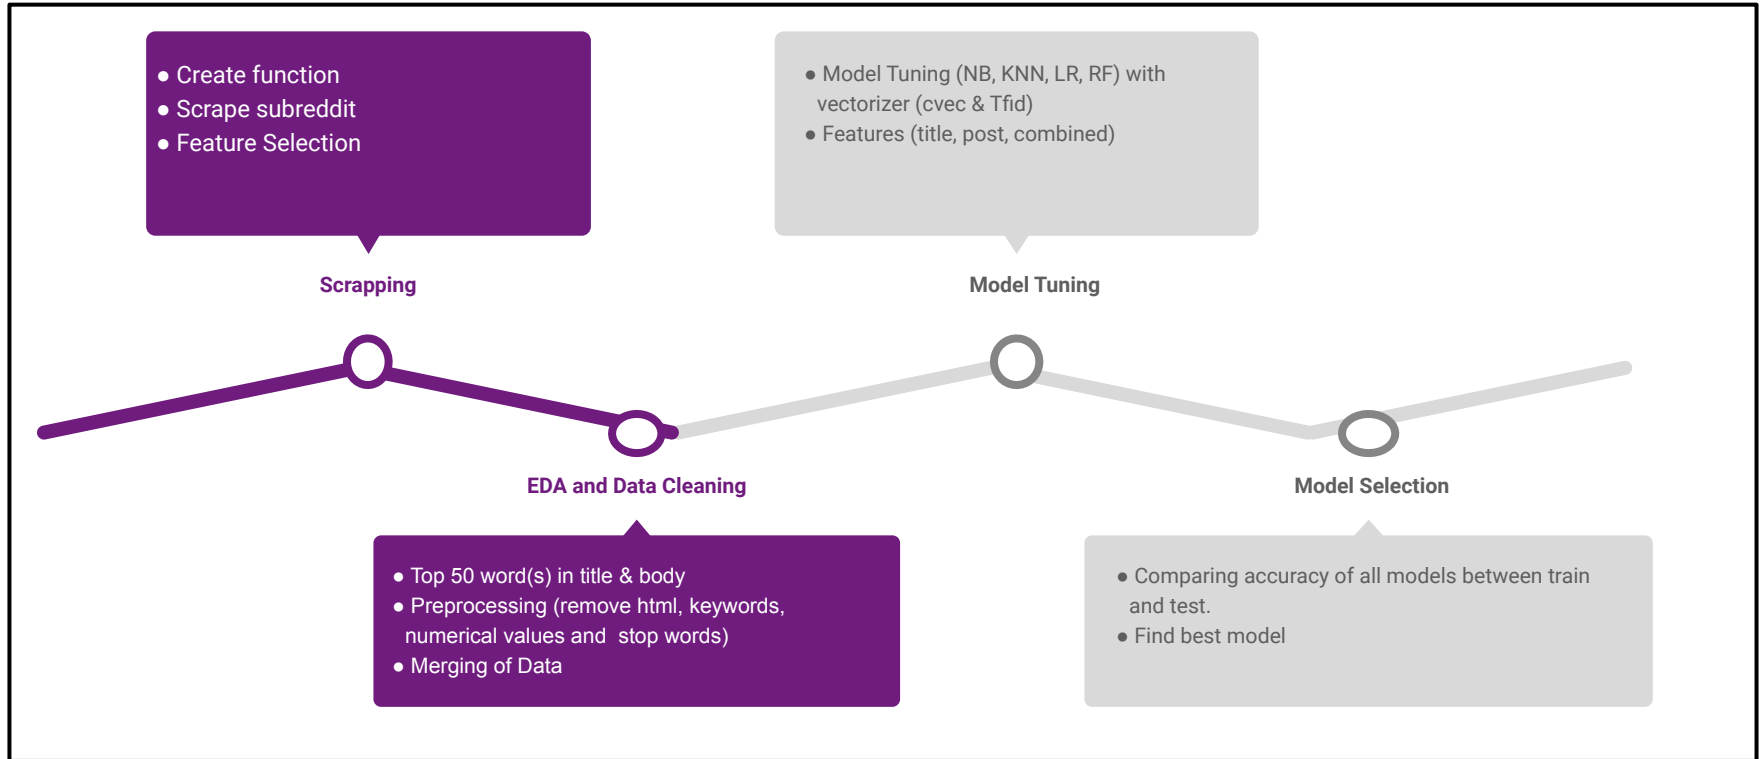 ● Create function
● Scrape subreddit
● Feature Selection
Scrapping
● Top 50 word(s) in title & body
● Preprocessing (remove html, keywords,
numerical values and stop words)
● Merging of Data
EDA and Data Cleaning
● Model Tuning (NB, KNN, LR, RF) with
vectorizer (cvec & Tfid)
● Features (title, post, combined)
Model Tuning
Model Selection
● Comparing accuracy of all models between train
and test.
● Find best model